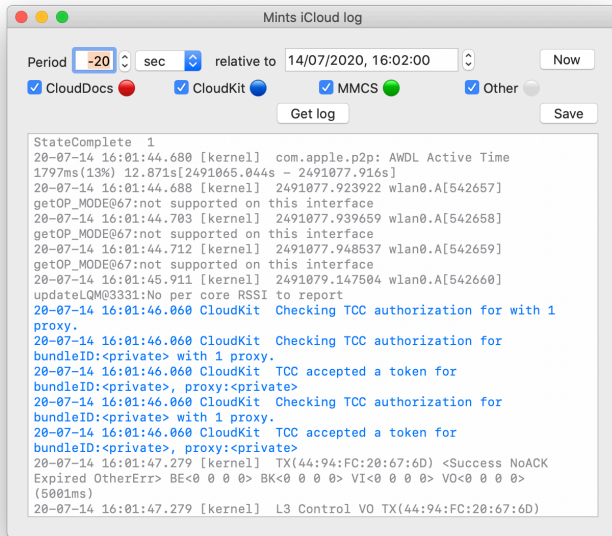 Mints iCloud log
Period -20 sec relative to 14/07/2020, 16:02:00 Now
CloudDocs CloudKit MMCS Other
Get log Save
StateComplete 1
20-07-14 16:01:44.680 [kernel] com.apple.p2p: AWDL Active Time
1797ms(13%) 12.871s[2491065.044s - 2491077.916s]
20-07-14 16:01:44.688 [kernel] 2491077.923922 wlan0.A[542657]
getOP_MODE@67:not supported on this interface
20-07-14 16:01:44.703 [kernel] 2491077.939659 wlan0.A[542658]
getOP_MODE@67:not supported on this interface
20-07-14 16:01:44.712 [kernel] 2491077.948537 wlan0.A[542659]
getOP_MODE@67:not supported on this interface
20-07-14 16:01:45.911 [kernel] 2491079.147504 wlan0.A[542660]
updateLQM@3331:No per core RSSI to report
20-07-14 16:01:46.060 CloudKit Checking TCC authorization for with 1
proxy.
20-07-14 16:01:46.060 CloudKit Checking TCC authorization for
bundleID:<private> with 1 proxy.
20-07-14 16:01:46.060 CloudKit TCC accepted a token for
bundleID:<private>, proxy:<private>
20-07-14 16:01:46.060 CloudKit Checking TCC authorization for
bundleID:<private> with 1 proxy.
20-07-14 16:01:46.060 CloudKit TCC accepted a token for
bundleID:<private>, proxy:<private>
20-07-14 16:01:47.279 [kernel] TX(44:94:FC:20:67:6D) <Success NoACK
Expired OtherErr> BE<0 0 0 0> BK<0 0 0 0> VI<0 0 0 0> VO<0 0 0 0>
(5001ms)
20-07-14 16:01:47.279 [kernel] L3 Control VO TX(44:94:FC:20:67:6D)